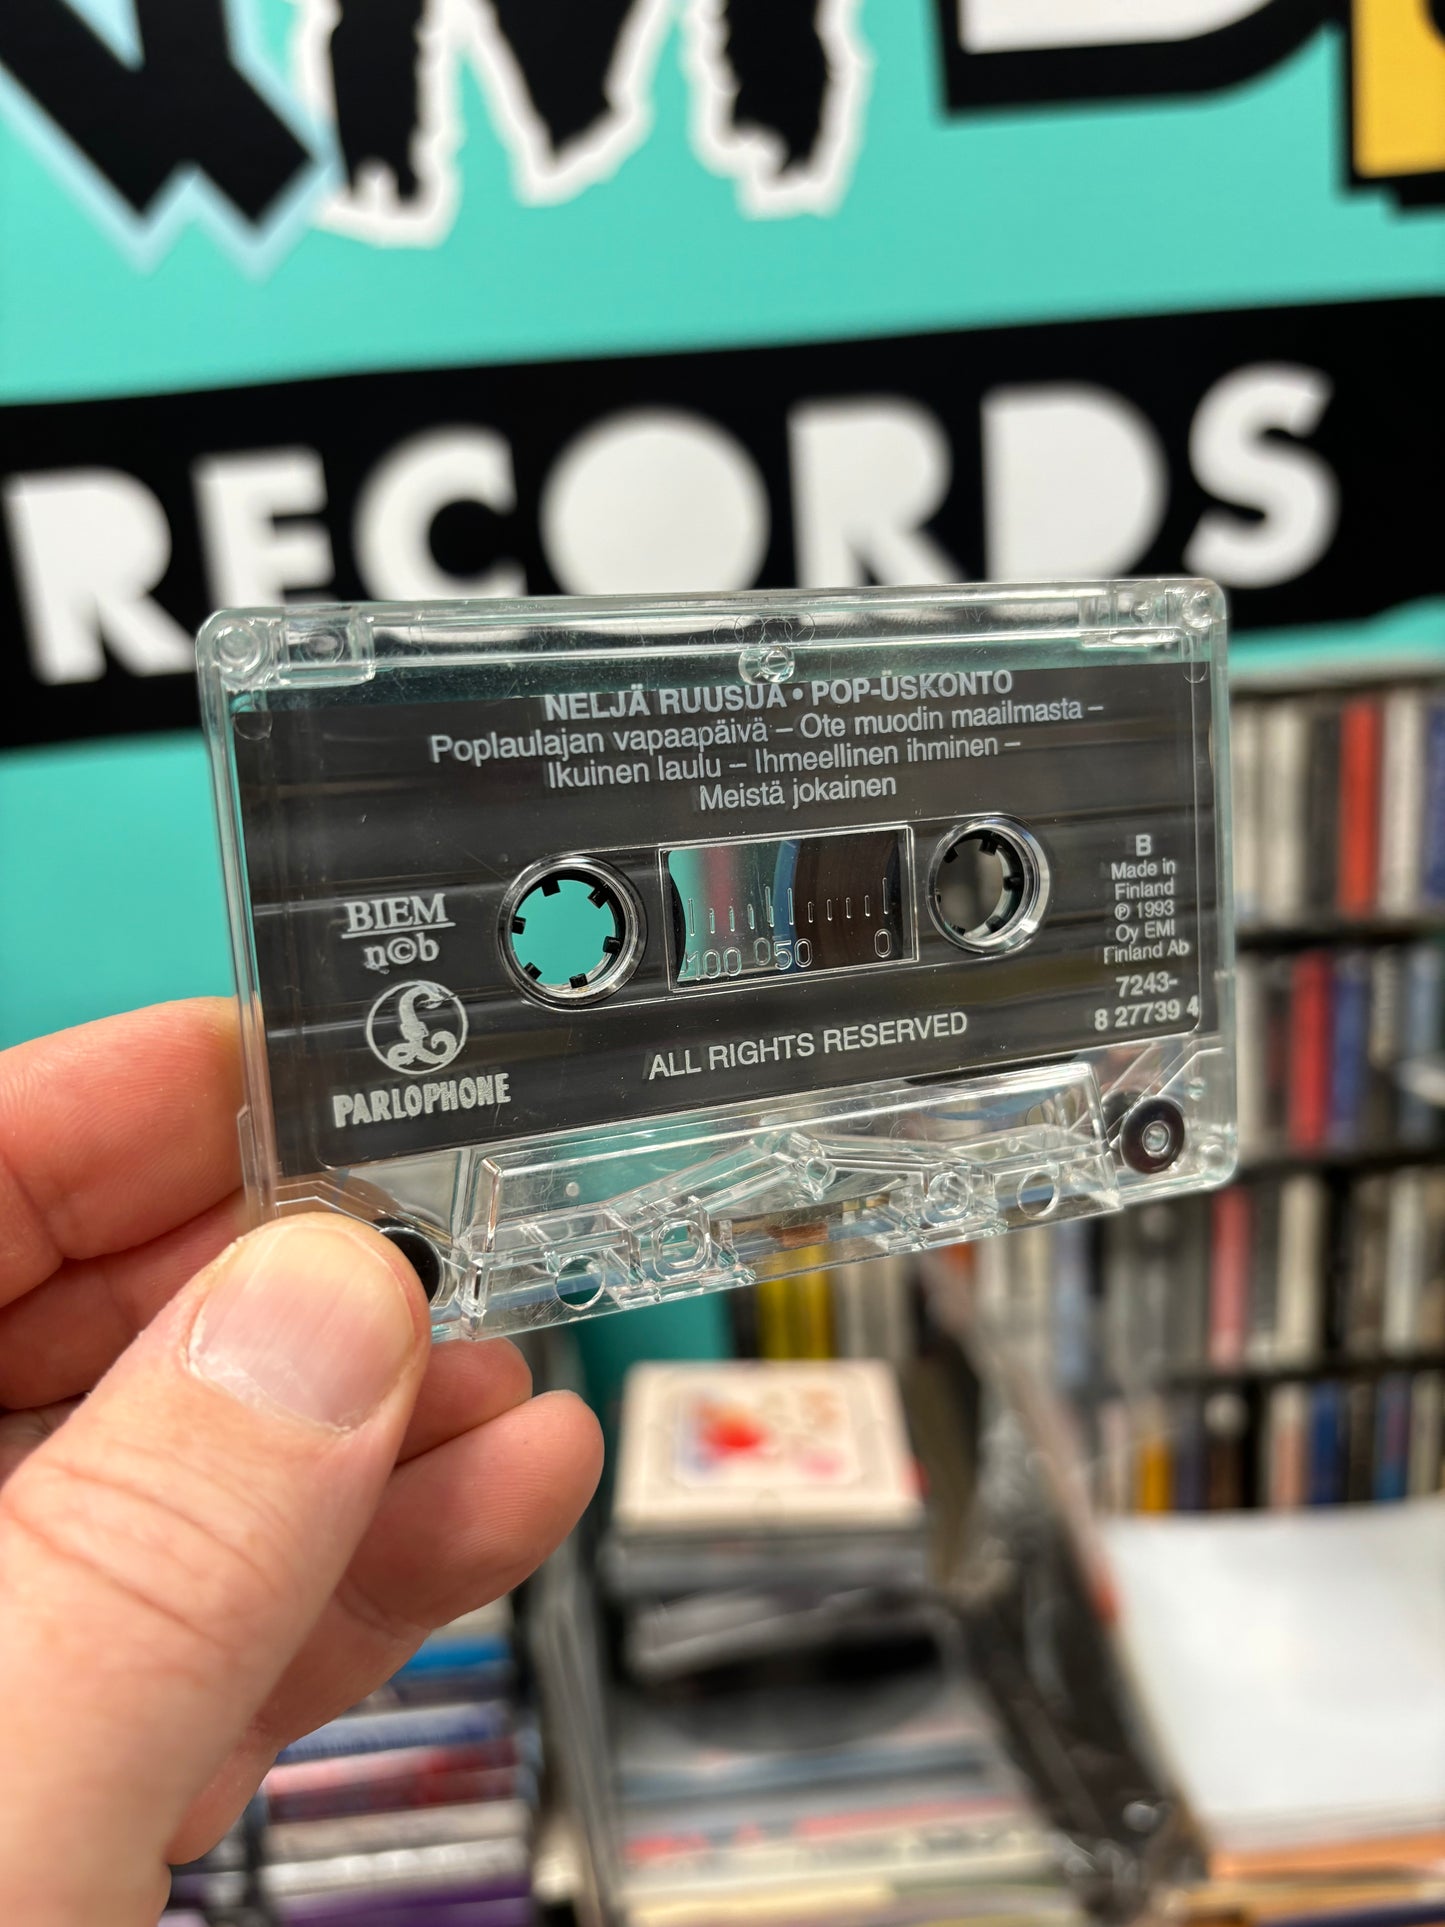 RECORDS
NELJÄ RUUSUA • POP-USKONTO
Poplaulajan vapaapäivä – Ote muodin maailmasta –
Ikuinen laulu – Ihmeellinen ihminen –
Meistä jokainen
BIEM
n©b
PARLOPHONE
100 050 0
ALL RIGHTS RESERVED
B
Made in
Finland
℗ 1993
Oy EMI
Finland Ab
7243-
8 27739 4